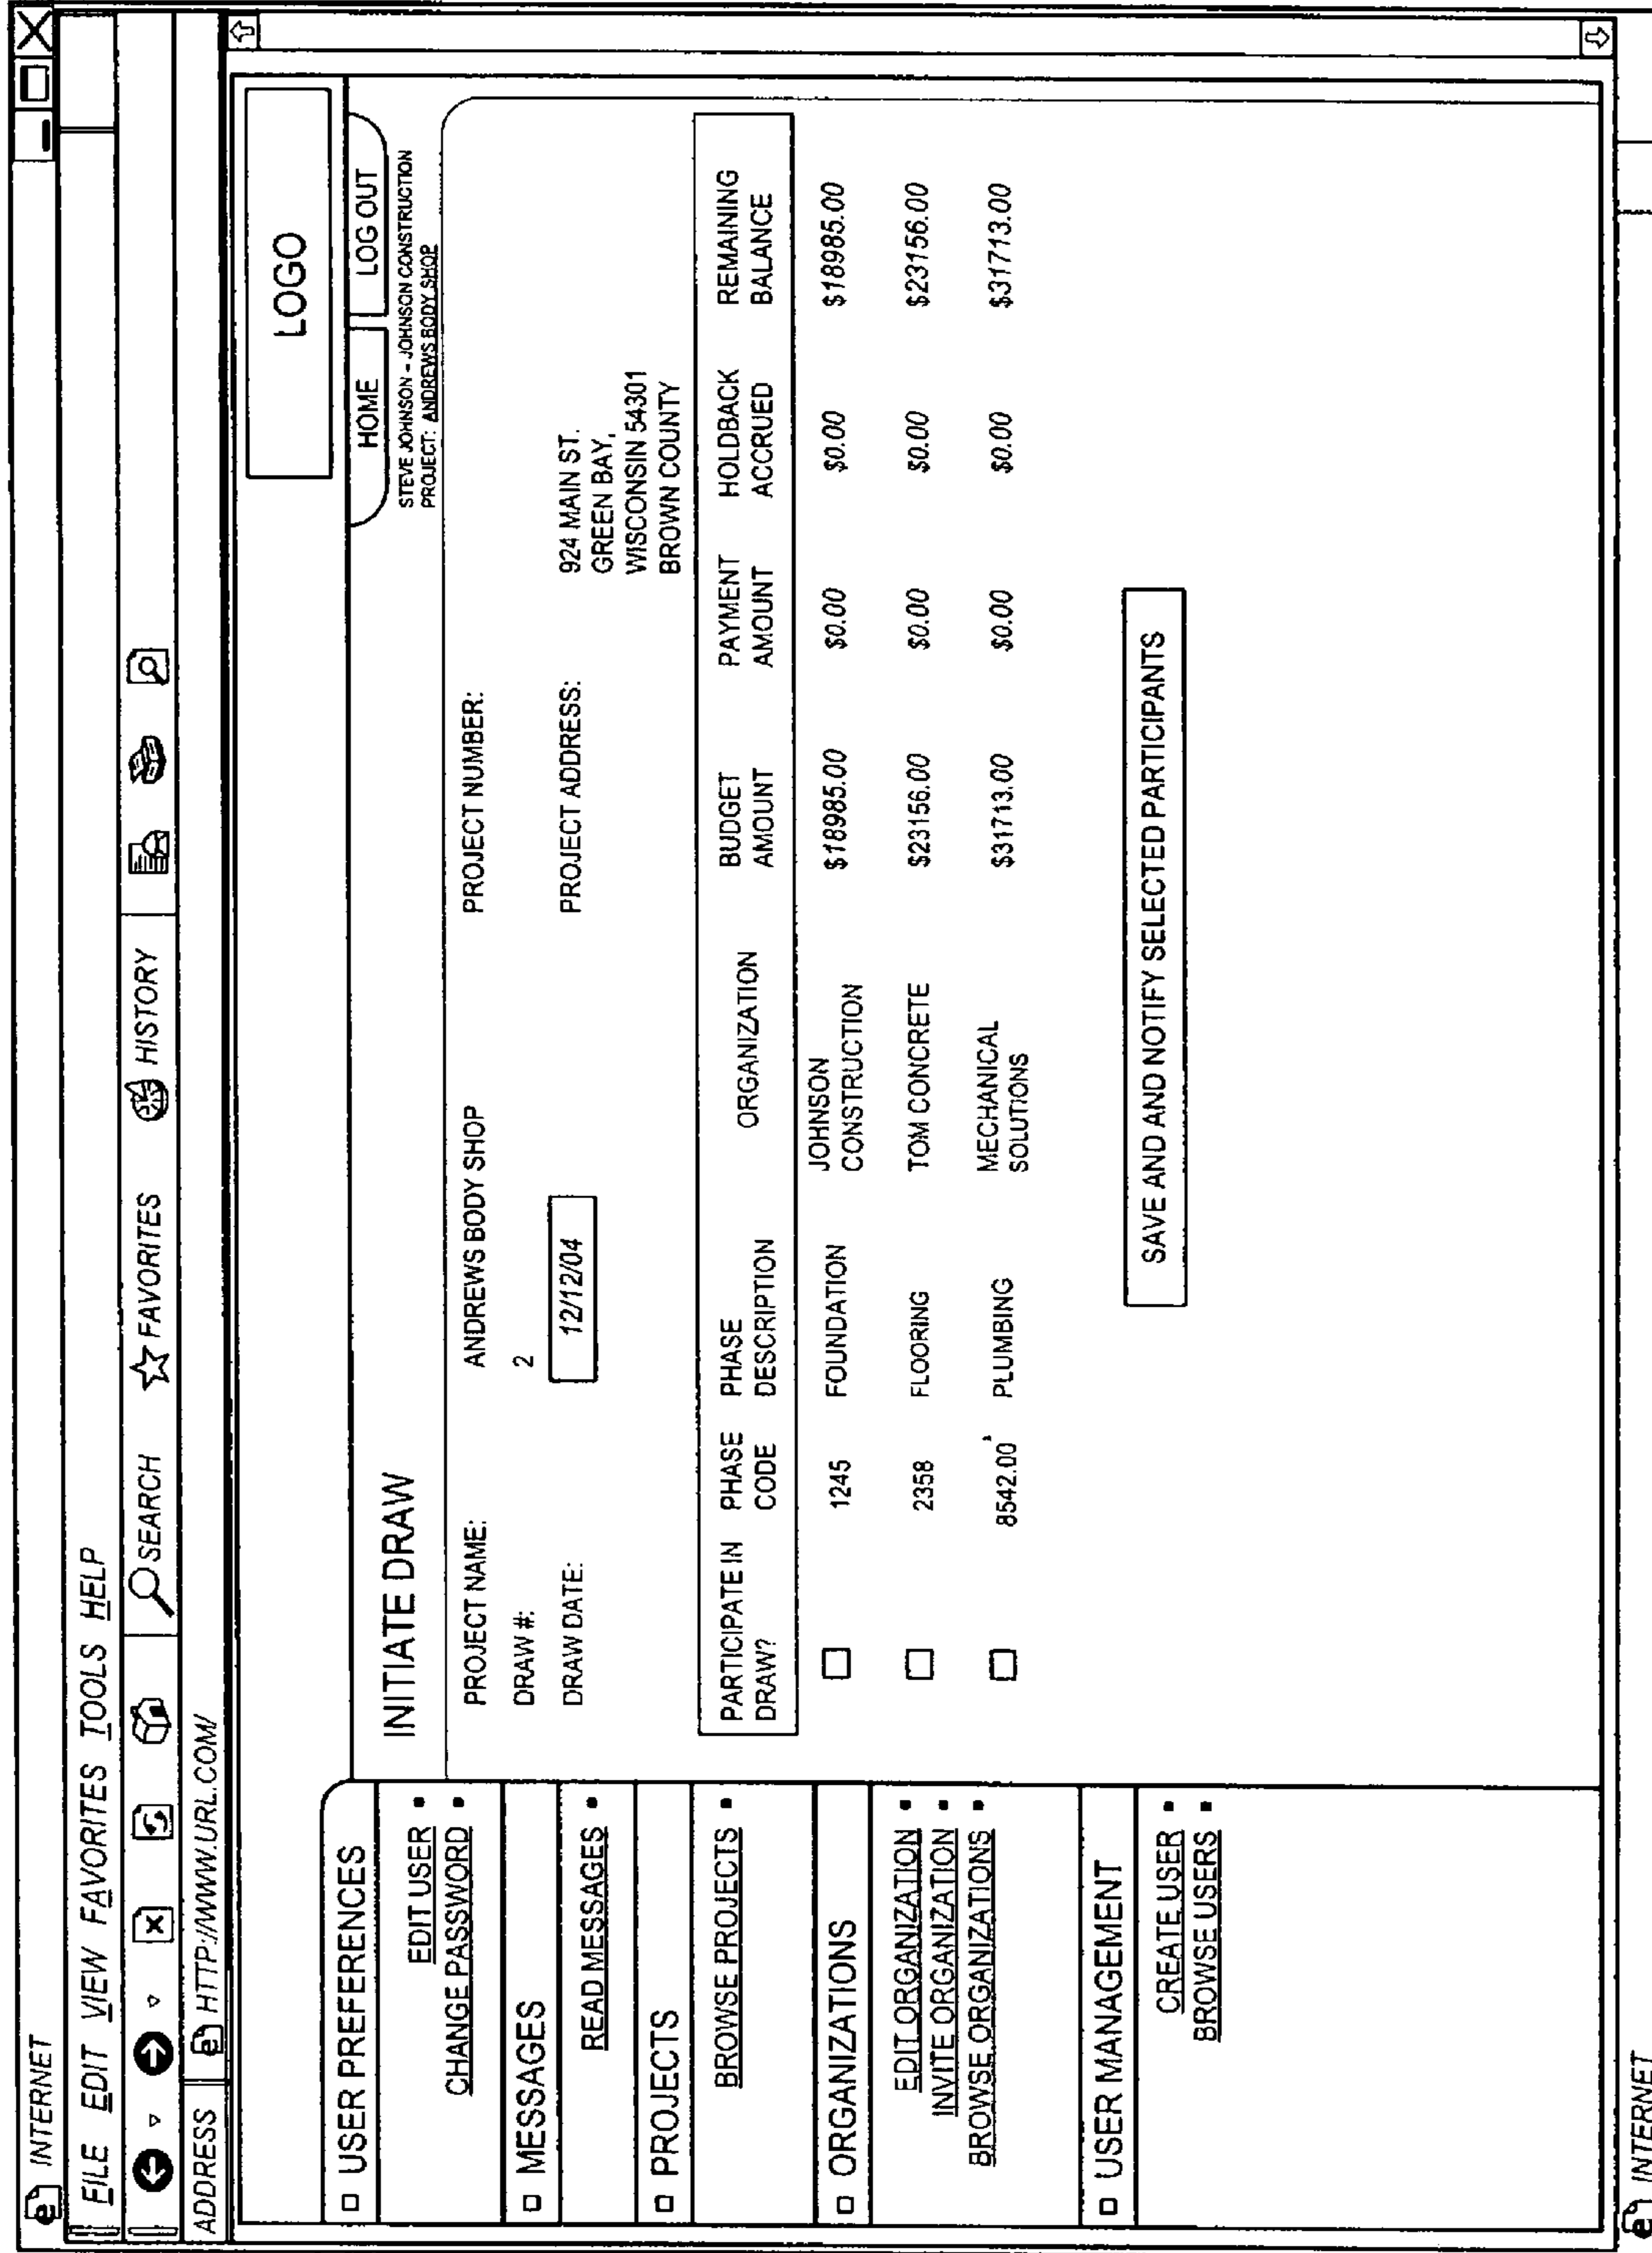 INTERNET
FILE EDIT VIEW FAVORITES TOOLS HELP
SEARCH FAVORITES HISTORY
ADDRESS HTTP://WWW.URL.COM/
LOGO
HOME LOG OUT
STEVE JOHNSON - JOHNSON CONSTRUCTION
PROJECT: ANDREWS BODY SHOP
USER PREFERENCES
EDIT USER
CHANGE PASSWORD
MESSAGES
READ MESSAGES
PROJECTS
BROWSE PROJECTS
ORGANIZATIONS
EDIT ORGANIZATION
INVITE ORGANIZATION
BROWSE ORGANIZATIONS
USER MANAGEMENT
CREATE USER
BROWSE USERS
INITIATE DRAW
PROJECT NAME: ANDREWS BODY SHOP PROJECT NUMBER:
DRAW #: 2
DRAW DATE: 12/12/04 PROJECT ADDRESS: 924 MAIN ST.
GREEN BAY,
WISCONSIN 54301
BROWN COUNTY
PARTICIPATE IN PHASE PHASE ORGANIZATION BUDGET PAYMENT HOLDBACK REMAINING
DRAW? CODE DESCRIPTION AMOUNT AMOUNT ACCRUED BALANCE
JOHNSON
1245 FOUNDATION CONSTRUCTION $18985.00 $0.00 $0.00 $18985.00
2358 FLOORING TOM CONCRETE $23156.00 $0.00 $0.00 $23156.00
8542.00 PLUMBING MECHANICAL $31713.00 $0.00 $0.00 $31713.00
SOLUTIONS
SAVE AND AND NOTIFY SELECTED PARTICIPANTS
INTERNET